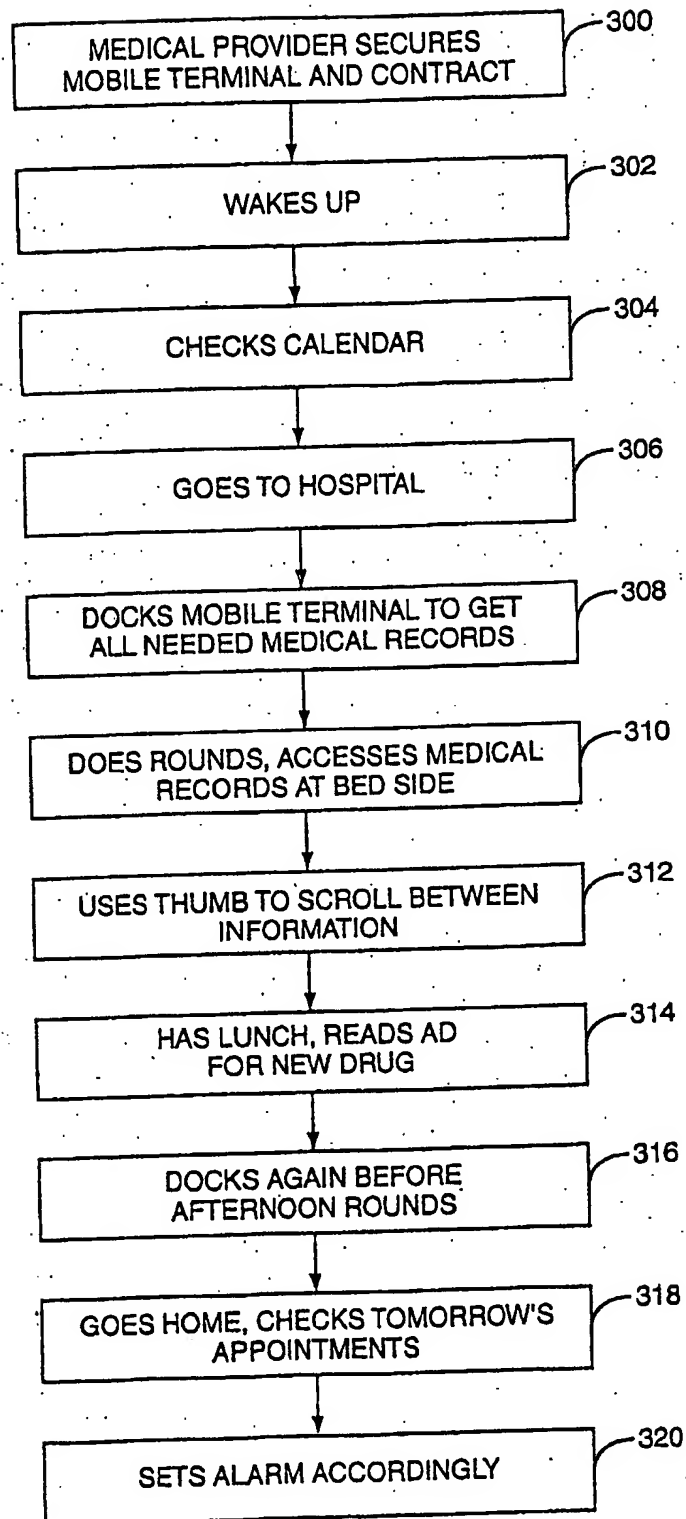 MEDICAL PROVIDER SECURES
MOBILE TERMINAL AND CONTRACT
300
WAKES UP
302
CHECKS CALENDAR
304
GOES TO HOSPITAL
306
DOCKS MOBILE TERMINAL TO GET
ALL NEEDED MEDICAL RECORDS
308
DOES ROUNDS, ACCESSES MEDICAL
RECORDS AT BED SIDE
310
USES THUMB TO SCROLL BETWEEN
INFORMATION
312
HAS LUNCH, READS AD
FOR NEW DRUG
314
DOCKS AGAIN BEFORE
AFTERNOON ROUNDS
316
GOES HOME, CHECKS TOMORROW'S
APPOINTMENTS
318
SETS ALARM ACCORDINGLY
320